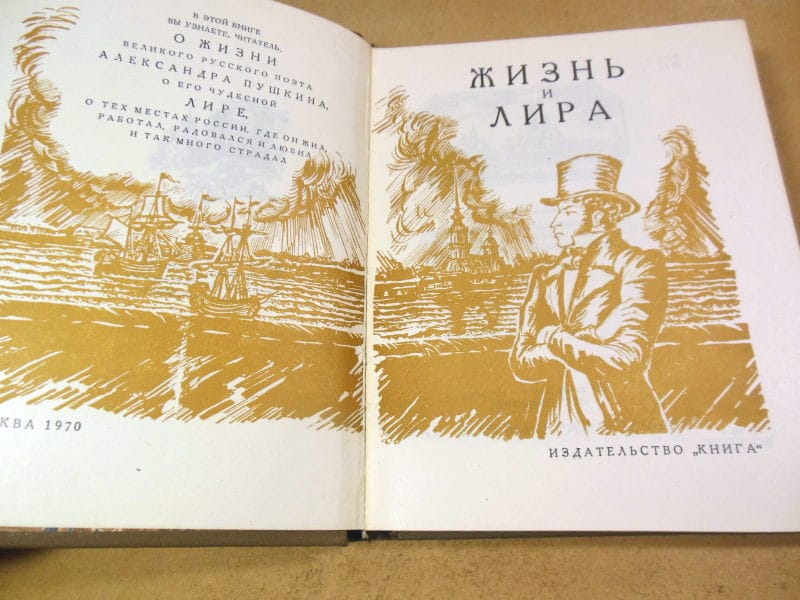 В ЭТОЙ КНИГЕ
ВЫ УЗНАЕТЕ, ЧИТАТЕЛЬ,
О ЖИЗНИ
ВЕЛИКОГО РУССКОГО ПОЭТА
АЛЕКСАНДРА ПУШКИНА,
О ЕГО ЧУДЕСНОЙ
ЛИРЕ,
О ТЕХ МЕСТАХ РОССИИ, ГДЕ ОН ЖИЛ,
РАБОТАЛ, РАДОВАЛСЯ И ЛЮБИЛ
И ТАК МНОГО СТРАДАЛ
КВА 1970
ЖИЗНЬ
И
ЛИРА
ИЗДАТЕЛЬСТВО „КНИГА“